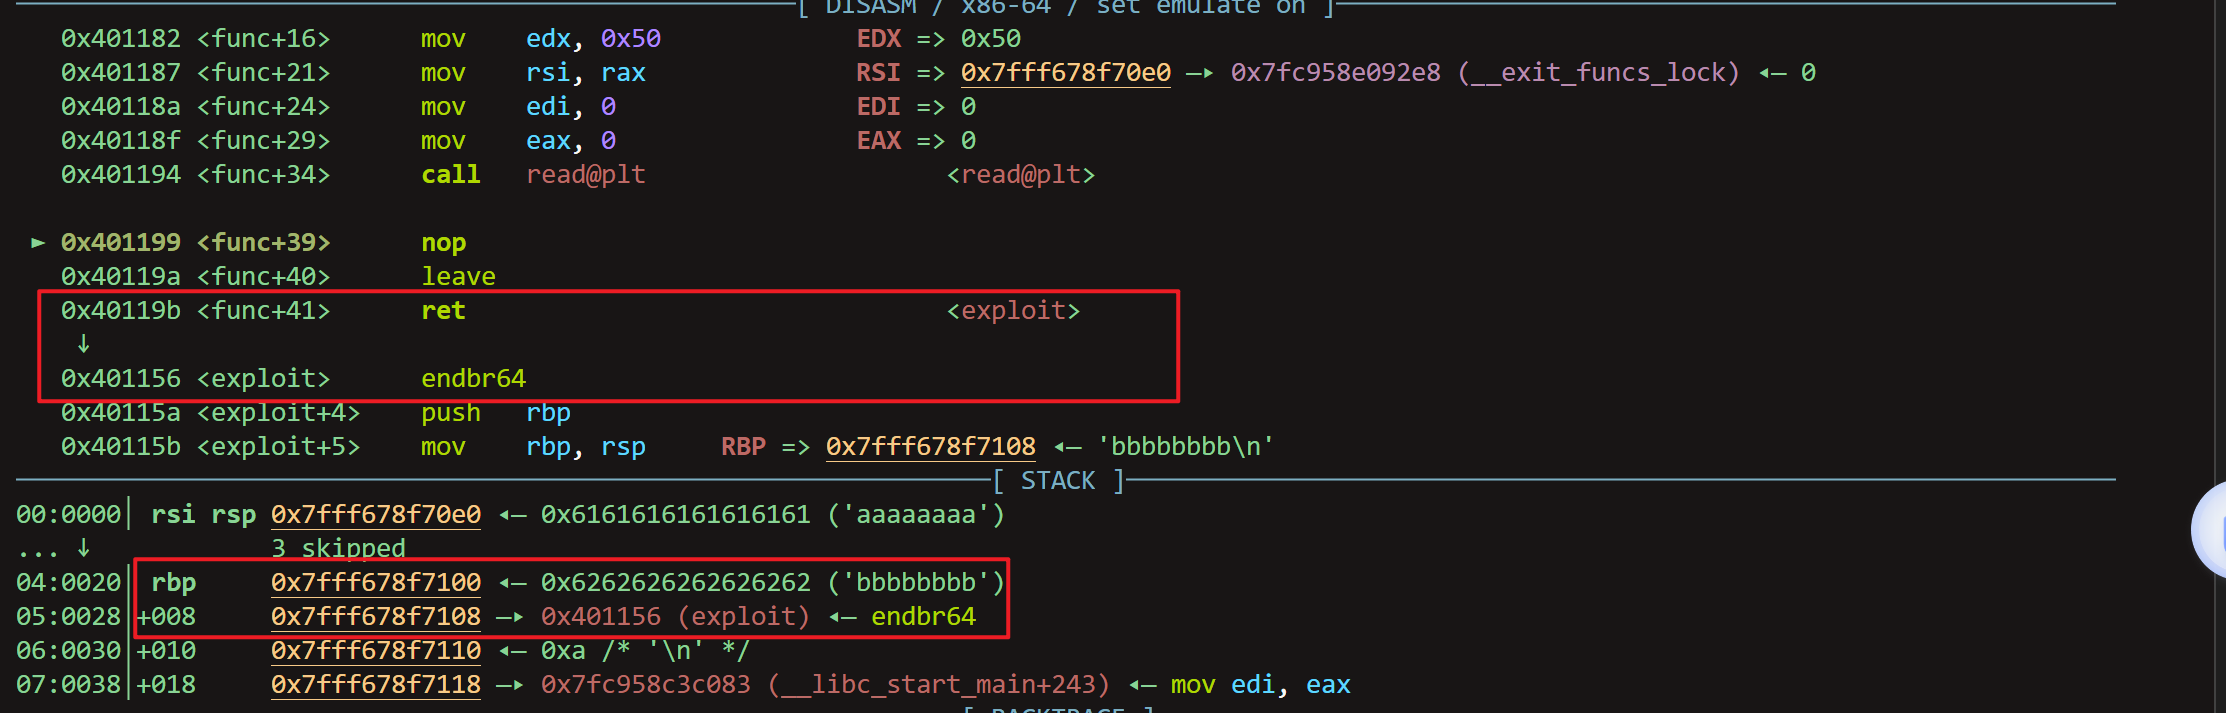 [ DISASM / x86-64 / set emulate on ]
0x401182 <func+16> mov edx, 0x50 EDX => 0x50
0x401187 <func+21> mov rsi, rax RSI => 0x7fff678f70e0 —▸ 0x7fc958e092e8 (__exit_funcs_lock) ◂— 0
0x40118a <func+24> mov edi, 0 EDI => 0
0x40118f <func+29> mov eax, 0 EAX => 0
0x401194 <func+34> call read@plt <read@plt>
► 0x401199 <func+39> nop
0x40119a <func+40> leave
0x40119b <func+41> ret <exploit>
↓
0x401156 <exploit> endbr64
0x40115a <exploit+4> push rbp
0x40115b <exploit+5> mov rbp, rsp RBP => 0x7fff678f7108 ◂— 'bbbbbbbb\n'
[ STACK ]
00:0000│ rsi rsp 0x7fff678f70e0 ◂— 0x6161616161616161 ('aaaaaaaa')
... ↓ 3 skipped
04:0020│ rbp 0x7fff678f7100 ◂— 0x6262626262626262 ('bbbbbbbb')
05:0028│+008 0x7fff678f7108 —▸ 0x401156 (exploit) ◂— endbr64
06:0030│+010 0x7fff678f7110 ◂— 0xa /* '\n' */
07:0038│+018 0x7fff678f7118 —▸ 0x7fc958c3c083 (__libc_start_main+243) ◂— mov edi, eax
[ BACKTRACE ]